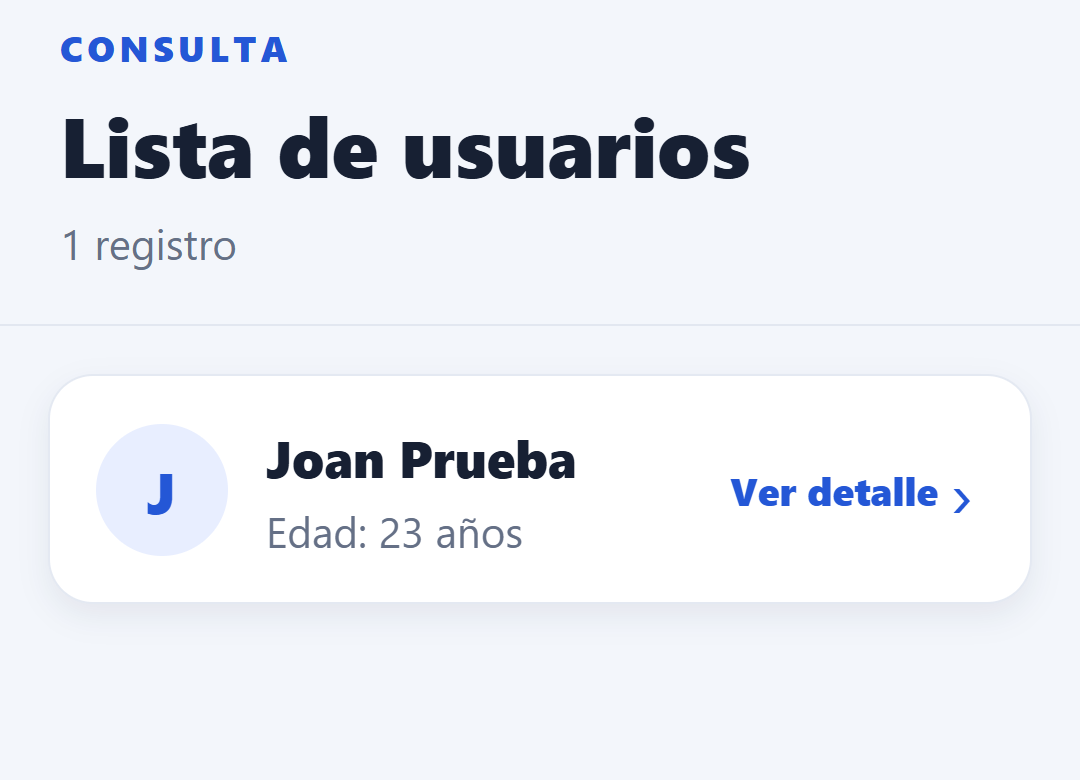 CONSULTA
Lista de usuarios
1 registro
J
Joan Prueba
Edad: 23 años
Ver detalle ›